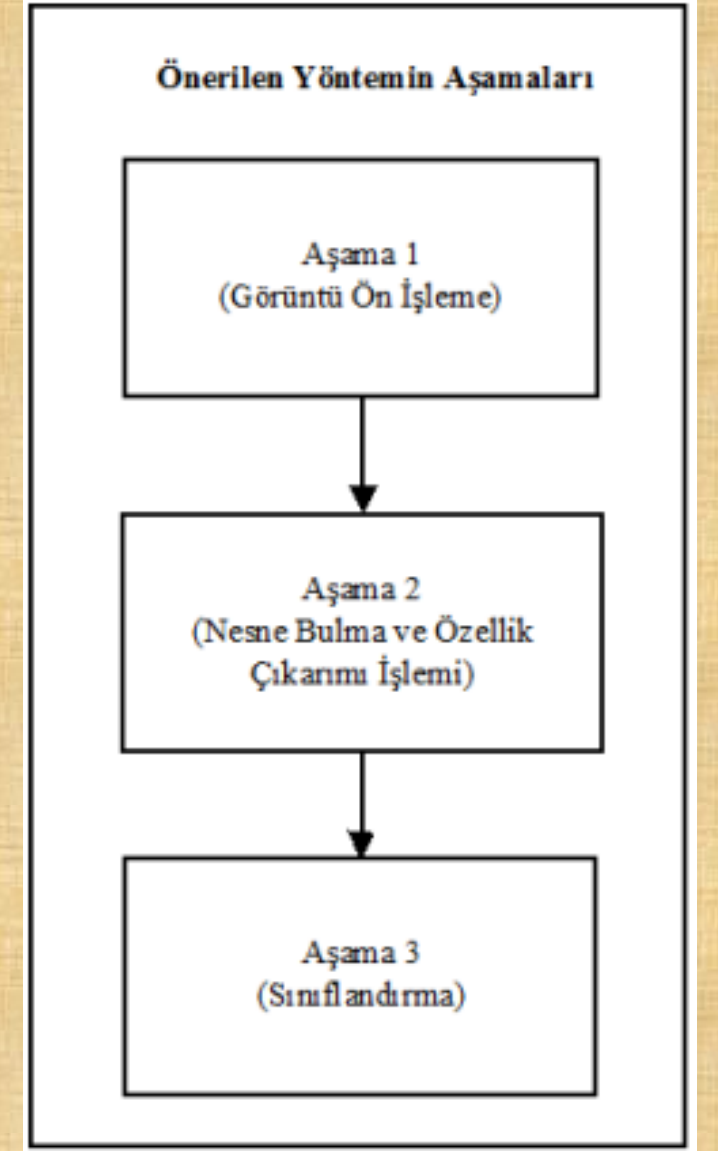 Önerilen Yöntemin Aşamaları
Aşama 1
(Görüntü Ön İşleme)
Aşama 2
(Nesne Bulma ve Özellik
Çıkarımı İşlemi)
Aşama 3
(Sınıflandırma)